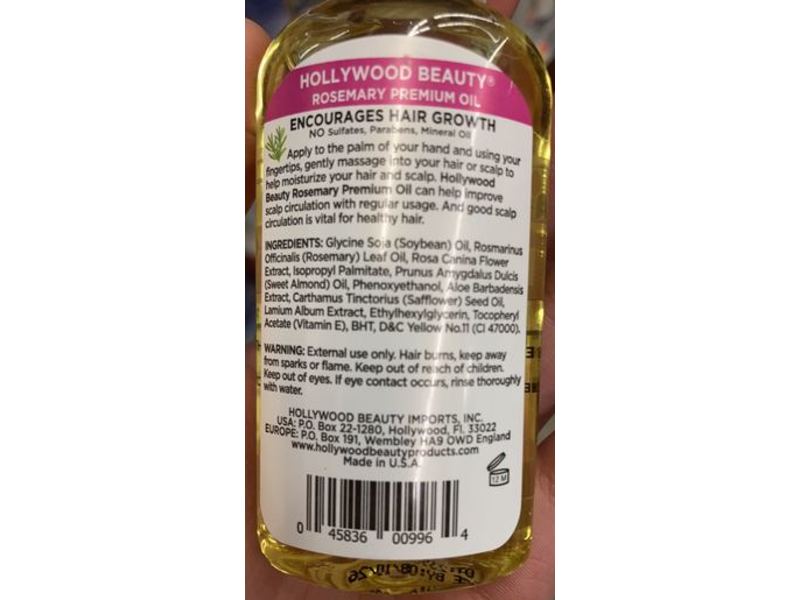 HOLLYWOOD BEAUTY®
ROSEMARY PREMIUM OIL
ENCOURAGES HAIR GROWTH
NO Sulfates, Parabens, Mineral Oil
Apply to the palm of your hand and using your
fingertips, gently massage into your hair or scalp to
help moisturize your hair and scalp. Hollywood
Beauty Rosemary Premium Oil can help improve
scalp circulation with regular usage. And good scalp
circulation is vital for healthy hair.
INGREDIENTS: Glycine Soja (Soybean) Oil, Rosmarinus
Officinalis (Rosemary) Leaf Oil, Rosa Canina Flower
Extract, Isopropyl Palmitate, Prunus Amygdalus Dulcis
(Sweet Almond) Oil, Phenoxyethanol, Aloe Barbadensis
Extract, Carthamus Tinctorius (Safflower) Seed Oil,
Lamium Album Extract, Ethylhexylglycerin, Tocopheryl
Acetate (Vitamin E), BHT, D&C Yellow No.11 (CI 47000).
WARNING: External use only. Hair burns, keep away
from sparks or flame. Keep out of reach of children.
Keep out of eyes. If eye contact occurs, rinse thoroughly
with water.
HOLLYWOOD BEAUTY IMPORTS, INC.
USA: P.O. Box 22-1280, Hollywood, Fl. 33022
EUROPE: P.O. Box 191, Wembley HA9 OWD England
www.hollywoodbeautyproducts.com
Made in U.S.A.
12 M
0 45836 00996 4